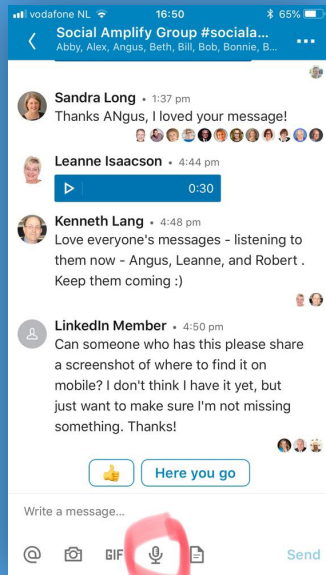 vodafone NL 16:50 65%
Social Amplify Group #sociala...
Abby, Alex, Angus, Beth, Bill, Bob, Bonnie, B...
Sandra Long • 1:37 pm
Thanks ANgus, I loved your message!
Leanne Isaacson • 4:44 pm
0:30
Kenneth Lang • 4:48 pm
Love everyone's messages - listening to
them now - Angus, Leanne, and Robert .
Keep them coming :)
LinkedIn Member • 4:50 pm
Can someone who has this please share
a screenshot of where to find it on
mobile? I don't think I have it yet, but
just want to make sure I'm not missing
something. Thanks!
Here you go
Write a message...
@ GIF Send